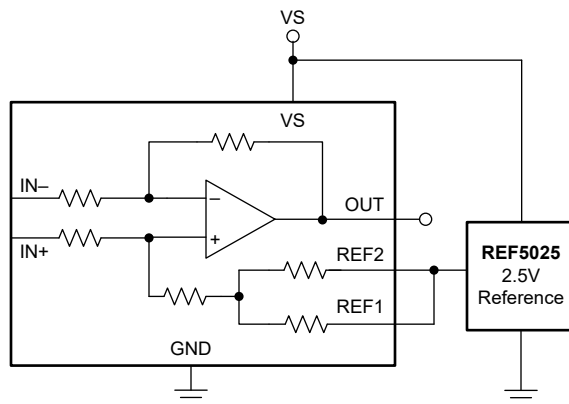 VS
VS
IN–
OUT
–
+
IN+
REF2
REF1
GND
REF5025
2.5V
Reference